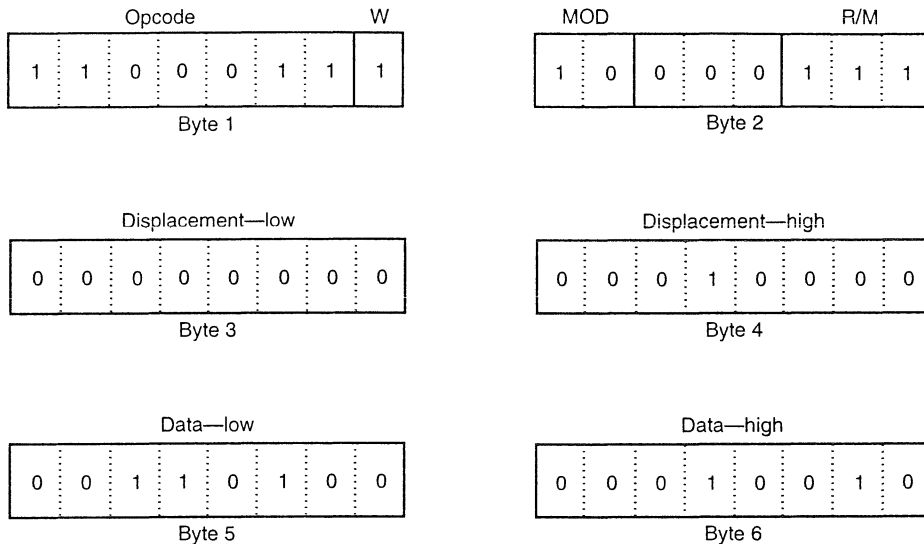 Opcode W MOD R/M
1 1 0 0 0 1 1 1 1 0 0 0 0 1 1 1
Byte 1 Byte 2
Displacement—low Displacement—high
0 0 0 0 0 0 0 0 0 0 0 1 0 0 0 0
Byte 3 Byte 4
Data—low Data—high
0 0 1 1 0 1 0 0 0 0 0 1 0 0 1 0
Byte 5 Byte 6